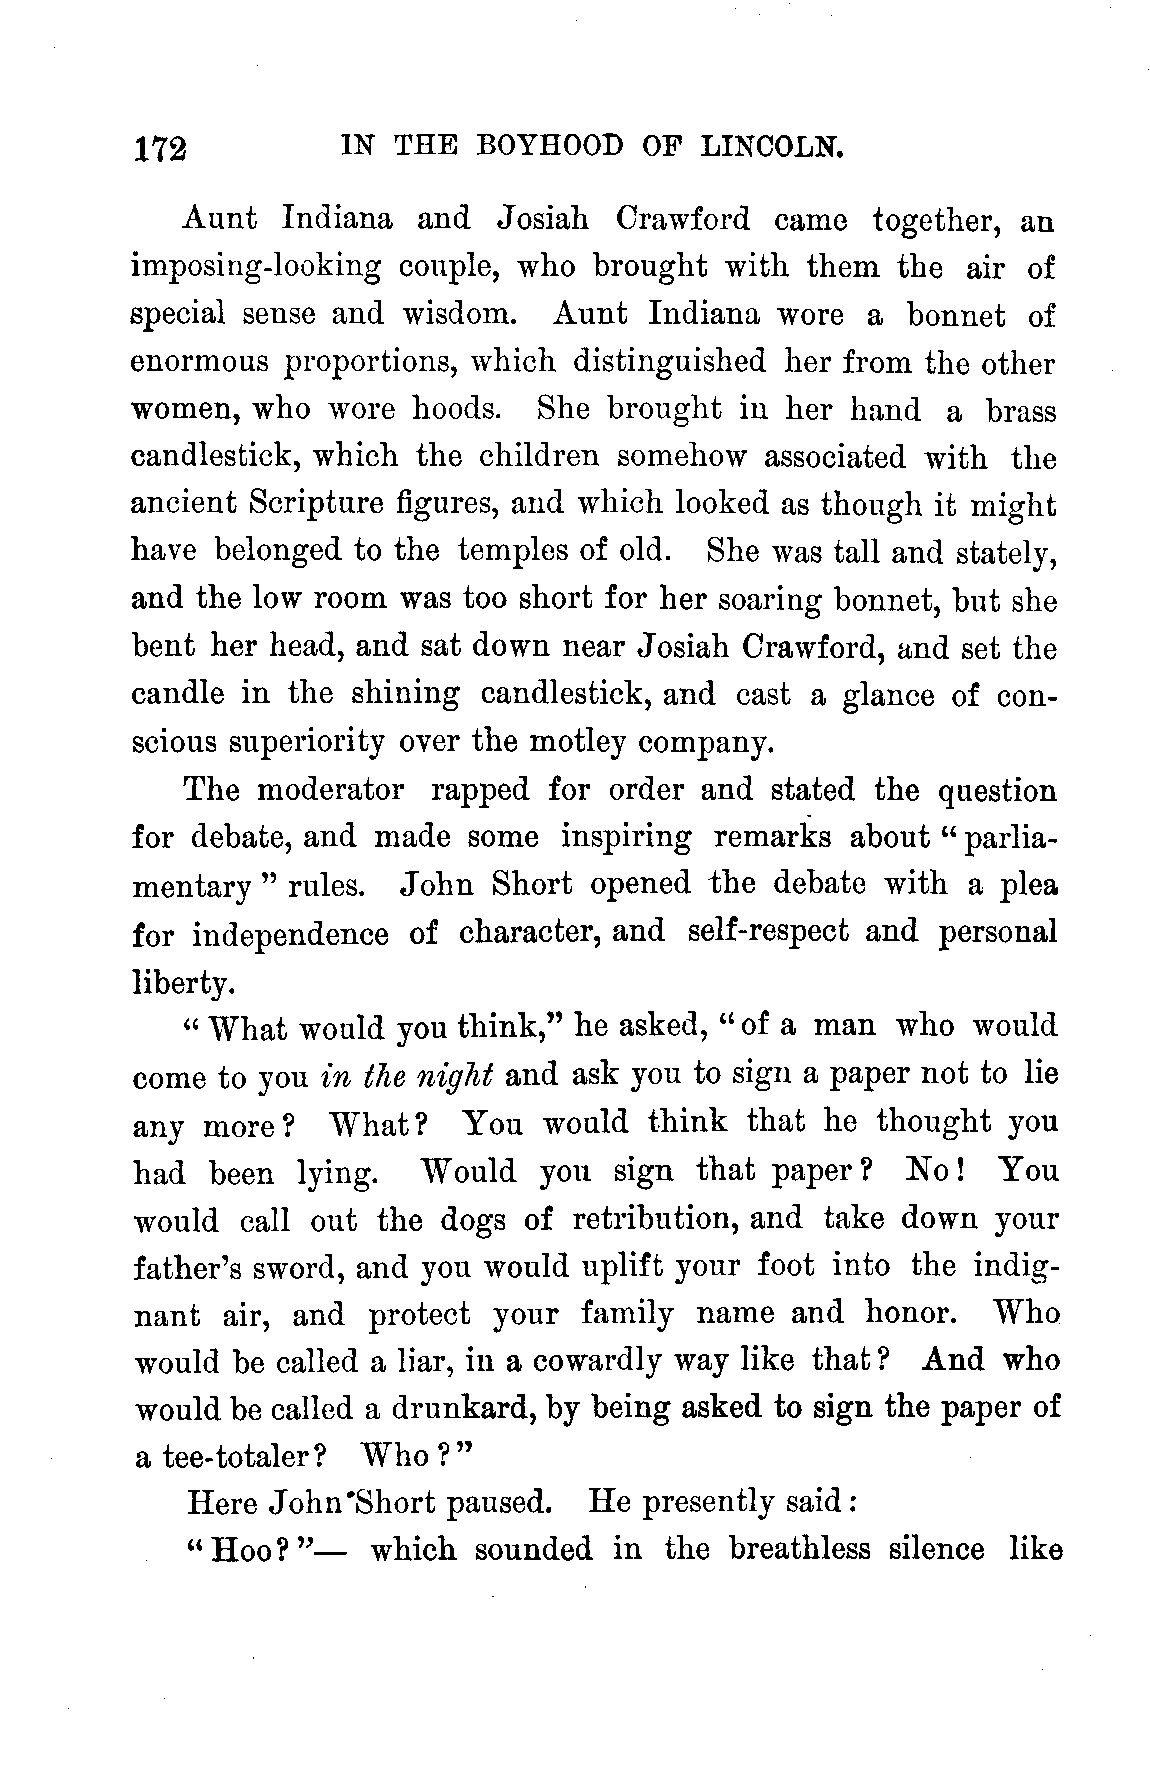 172 IN THE BOYHOOD OF LINCOLN.
Aunt Indiana and Josiah Crawford came together, an
imposing-looking couple, who brought with them the air of
special sense and wisdom. Aunt Indiana wore a bonnet of
enormous proportions, which distinguished her from the other
women, who wore hoods. She brought in her hand a brass
candlestick, which the children somehow associated with the
ancient Scripture figures, and which looked as though it might
have belonged to the temples of old. She was tall and stately,
and the low room was too short for her soaring bonnet, but she
bent her head, and sat down near Josiah Crawford, and set the
candle in the shining candlestick, and cast a glance of con-
scious superiority over the motley company.
The moderator rapped for order and stated the question
for debate, and made some inspiring remarks about “ parlia-
mentary ” rules. John Short opened the debate with a plea
for independence of character, and self-respect and personal
liberty.
“ What would you think,” he asked, “ of a man who would
come to you in the night and ask you to sign a paper not to lie
any more ? What ? You would think that he thought you
had been lying. Would you sign that paper ? No ! You
would call out the dogs of retribution, and take down your
father’s sword, and you would uplift your foot into the indig-
nant air, and protect your family name and honor. Who
would be called a liar, in a cowardly way like that ? And who
would be called a drunkard, by being asked to sign the paper of
a tee-totaler ? Who ? ”
Here John Short paused. He presently said :
“ Hoo ? ”— which sounded in the breathless silence like